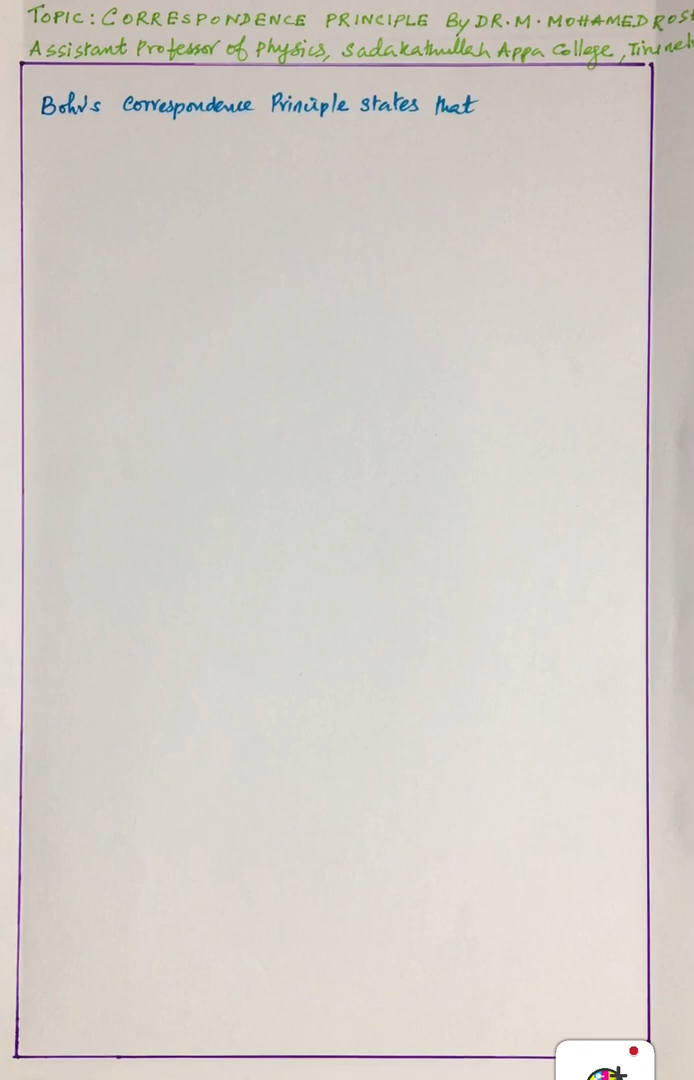 TOPIC: CORRESPONDENCE PRINCIPLE By DR. M. MOHAMED ROS
Assistant Professor of Physics, Sadakathullah Appa College, Tirunel
Bohr's Correspondence Principle states that